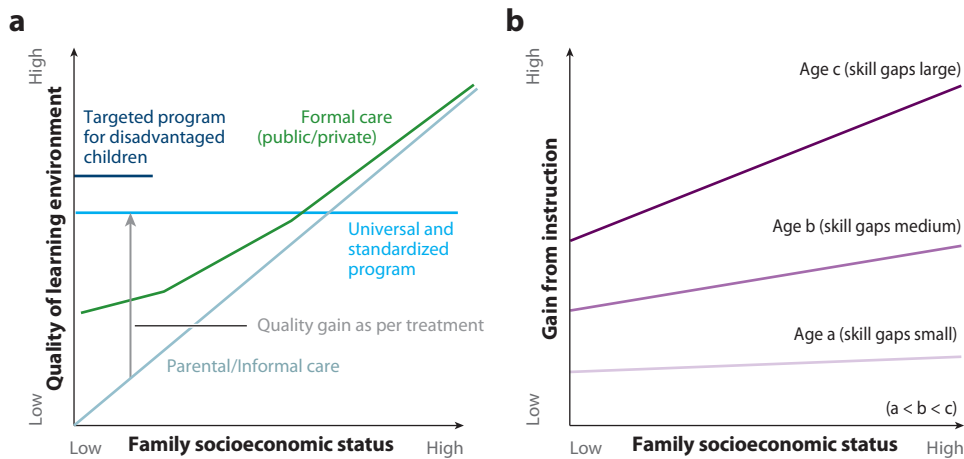 a
High
Quality of learning environment
Low
Targeted program
for disadvantaged
children
Formal care
(public/private)
Universal and
standardized
program
Quality gain as per treatment
Parental/Informal care
Low
Family socioeconomic status
High
b
High
Gain from instruction
Low
Age c (skill gaps large)
Age b (skill gaps medium)
Age a (skill gaps small)
(a < b < c)
Low
Family socioeconomic status
High